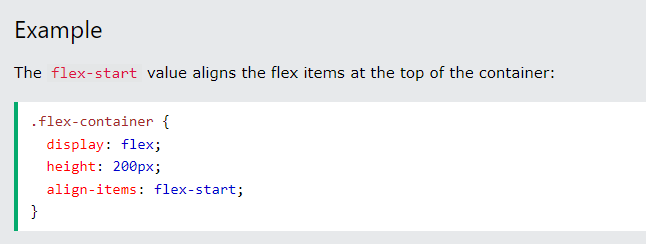 Example
The flex-start value aligns the flex items at the top of the container:
.flex-container {
  display: flex;
  height: 200px;
  align-items: flex-start;
}